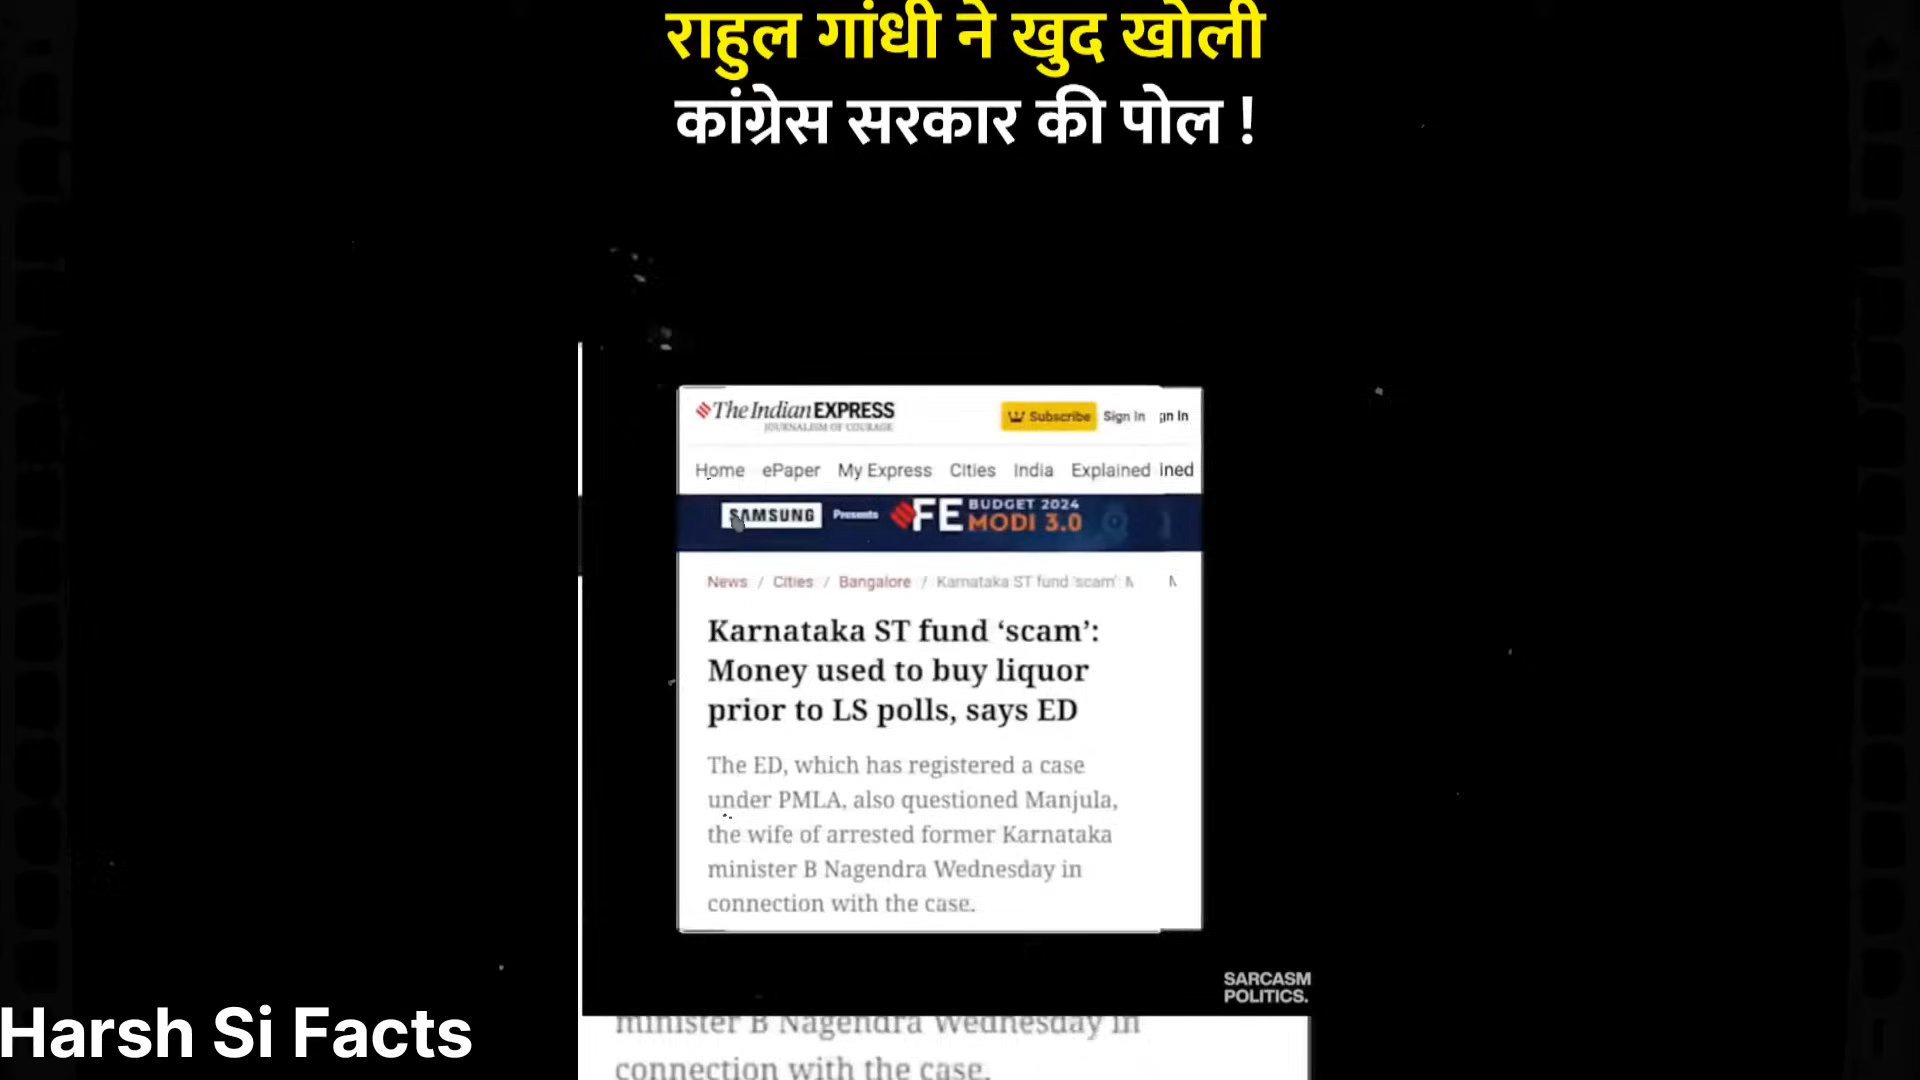 राहुल गांधी ने खुद खोली
कांग्रेस सरकार की पोल !
The Indian EXPRESS
JOURNALISM OF COURAGE
Subscribe Sign In gn In
Home ePaper My Express Cities India Explained ined
SAMSUNG Presents FE BUDGET 2024
MODI 3.0
News / Cities / Bangalore / Karnataka ST fund 'scam': M M
Karnataka ST fund ‘scam’:
Money used to buy liquor
prior to LS polls, says ED
The ED, which has registered a case
under PMLA, also questioned Manjula,
the wife of arrested former Karnataka
minister B Nagendra Wednesday in
connection with the case.
SARCASM
POLITICS.
minister B Nagendra Wednesday in
connection with the case.
Harsh Si Facts